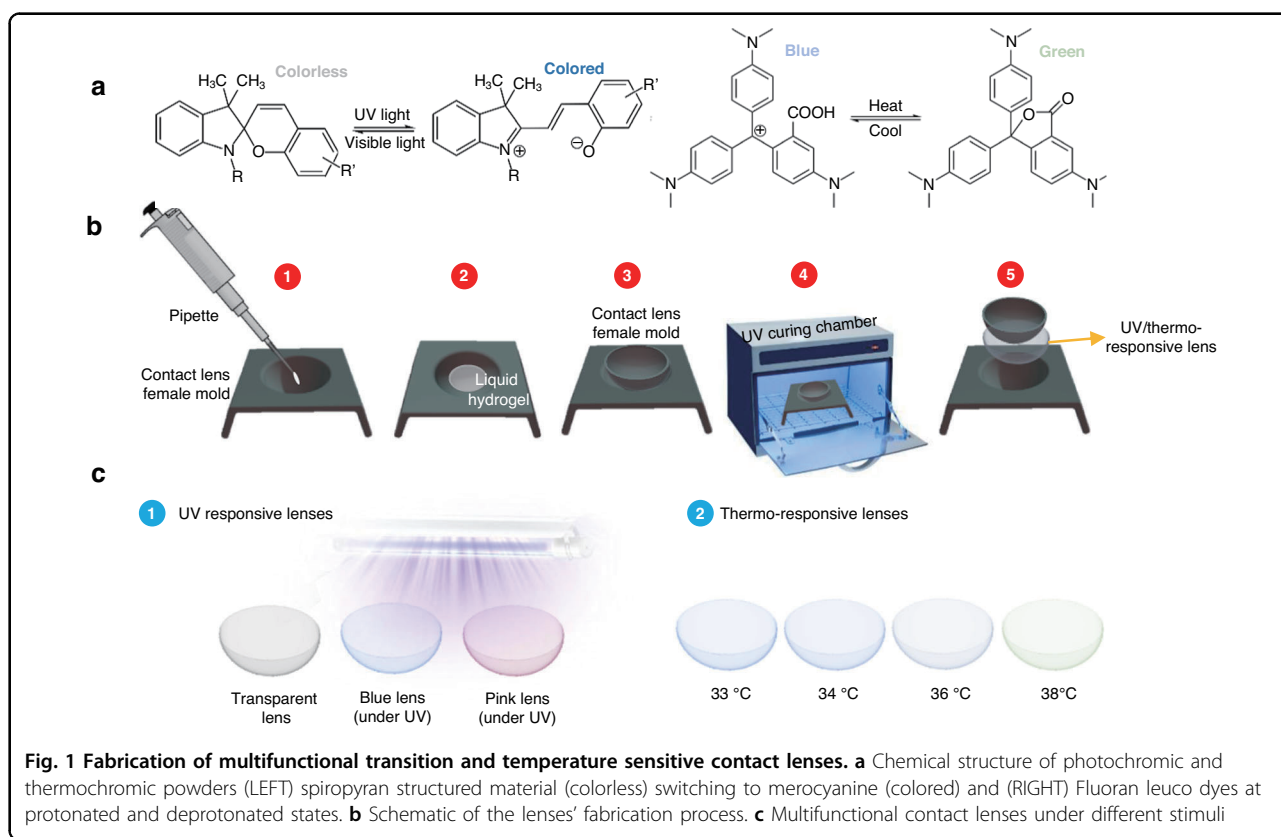 a
Colorless
H₃C
CH₃
N
R
O
R'
UV light
Visible light
Colored
H₃C
CH₃
N
⊕
R
⊖
O
R'
Blue
N
COOH
⊕
N
N
Heat
Cool
Green
N
O
O
N
N
b
1
2
3
4
5
Pipette
Contact lens
female mold
Liquid
hydrogel
Contact lens
female mold
UV curing chamber
UV/thermo-
responsive lens
c
1 UV responsive lenses
2 Thermo-responsive lenses
Transparent
lens
Blue lens
(under UV)
Pink lens
(under UV)
33 °C
34 °C
36 °C
38°C
Fig. 1 Fabrication of multifunctional transition and temperature sensitive contact lenses. a Chemical structure of photochromic and
thermochromic powders (LEFT) spiropyran structured material (colorless) switching to merocyanine (colored) and (RIGHT) Fluoran leuco dyes at
protonated and deprotonated states. b Schematic of the lenses' fabrication process. c Multifunctional contact lenses under different stimuli